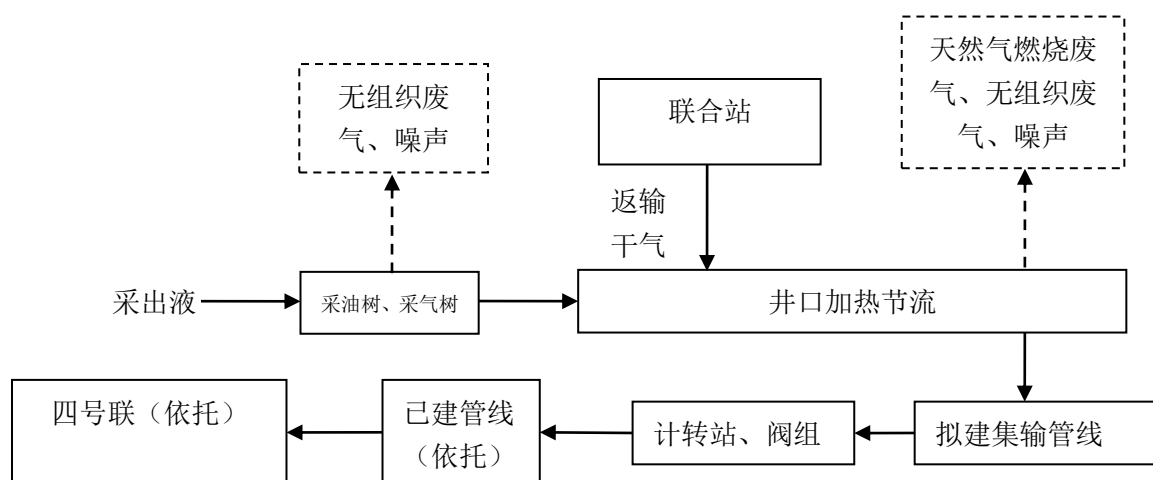 天然气燃烧废
气、无组织废
气、噪声
无组织废
气、噪声
联合站
返输
干气
采出液
采油树、采气树
井口加热节流
四号联（依托）
已建管线
（依托）
计转站、阀组
拟建集输管线